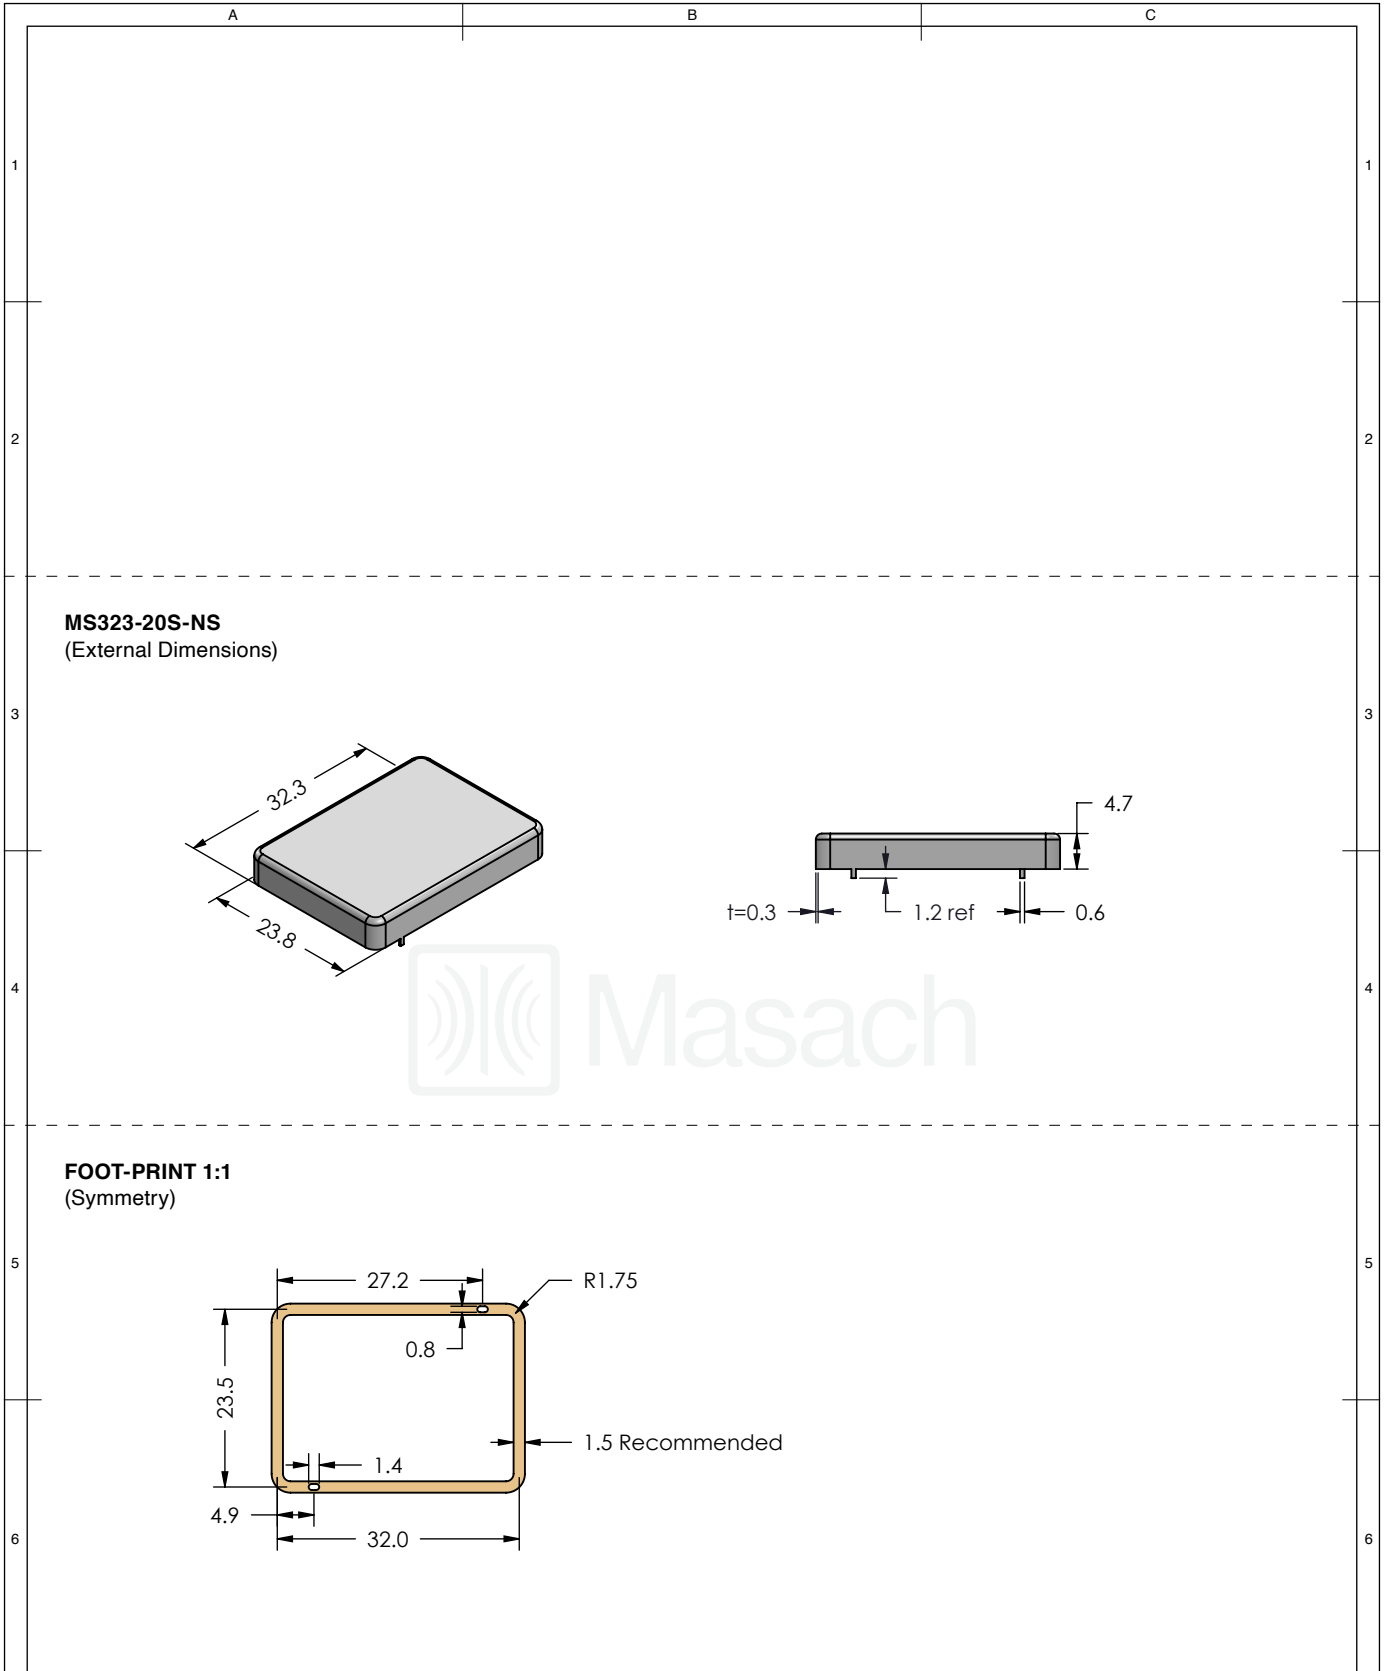 A B C
1 1
2 2
MS323-20S-NS
(External Dimensions)
3 3
32.3
4.7
23.8
t=0.3 1.2 ref 0.6
Masach
4 4
FOOT-PRINT 1:1
(Symmetry)
5 5
27.2 R1.75
0.8
23.5
1.5 Recommended
1.4
4.9
32.0
6 6